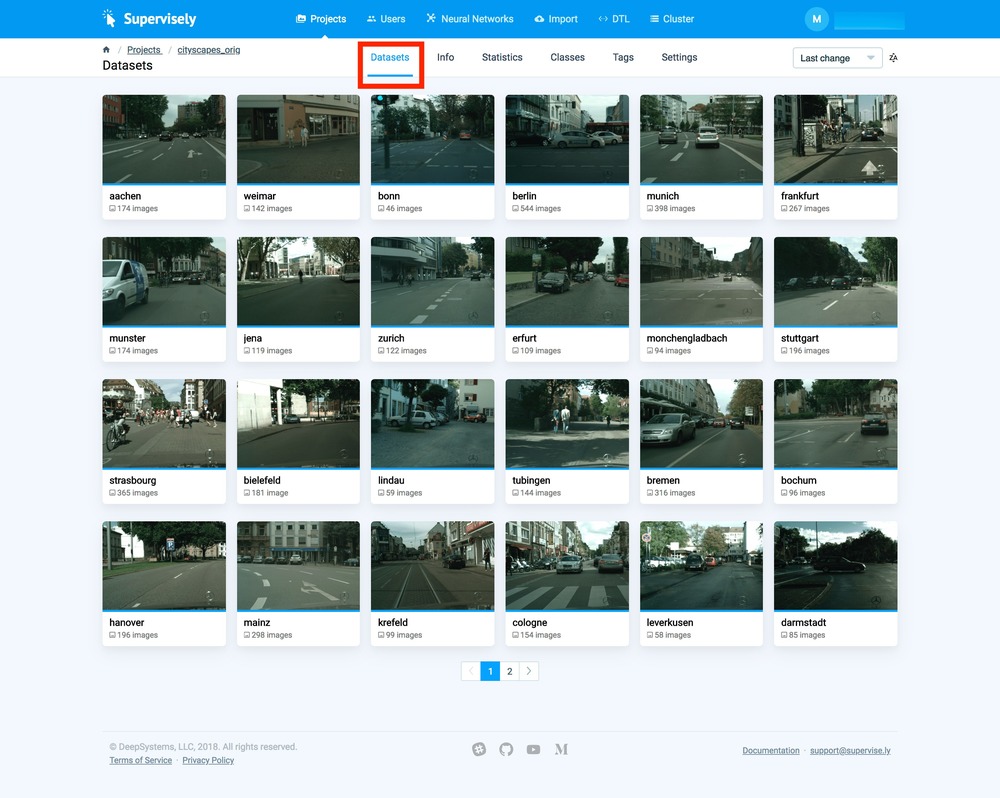 Supervisely
Projects Users Neural Networks Import DTL Cluster
M
/ Projects / cityscapes_orig
Datasets
Datasets Info Statistics Classes Tags Settings
Last change
aachen
174 images
weimar
142 images
bonn
46 images
berlin
544 images
munich
398 images
frankfurt
267 images
munster
174 images
jena
119 images
zurich
122 images
erfurt
109 images
monchengladbach
94 images
stuttgart
196 images
strasbourg
365 images
bielefeld
181 image
lindau
59 images
tubingen
144 images
bremen
316 images
bochum
96 images
hanover
196 images
mainz
298 images
krefeld
99 images
cologne
154 images
leverkusen
58 images
darmstadt
85 images
1 2
© DeepSystems, LLC, 2018. All rights reserved.
Terms of Service · Privacy Policy
Documentation · support@supervise.ly